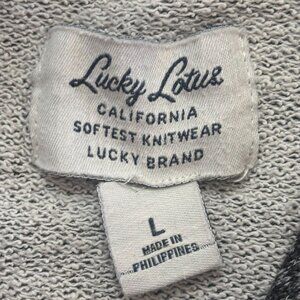 Lucky Lotus
CALIFORNIA
SOFTEST KNITWEAR
LUCKY BRAND
L
MADE IN
PHILIPPINES